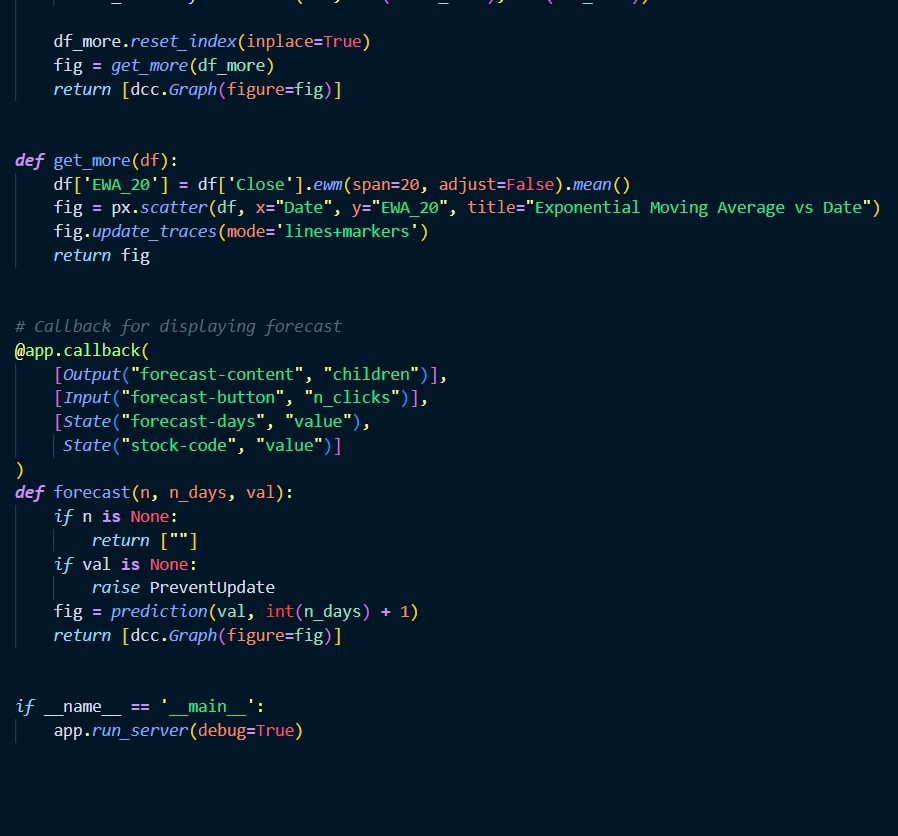 df_more.reset_index(inplace=True)
fig = get_more(df_more)
return [dcc.Graph(figure=fig)]
def get_more(df):
df['EWA_20'] = df['Close'].ewm(span=20, adjust=False).mean()
fig = px.scatter(df, x="Date", y="EWA_20", title="Exponential Moving Average vs Date")
fig.update_traces(mode='lines+markers')
return fig
# Callback for displaying forecast
@app.callback(
[Output("forecast-content", "children")],
[Input("forecast-button", "n_clicks")],
[State("forecast-days", "value"),
State("stock-code", "value")]
)
def forecast(n, n_days, val):
if n is None:
return [""]
if val is None:
raise PreventUpdate
fig = prediction(val, int(n_days) + 1)
return [dcc.Graph(figure=fig)]
if __name__ == '__main__':
app.run_server(debug=True)